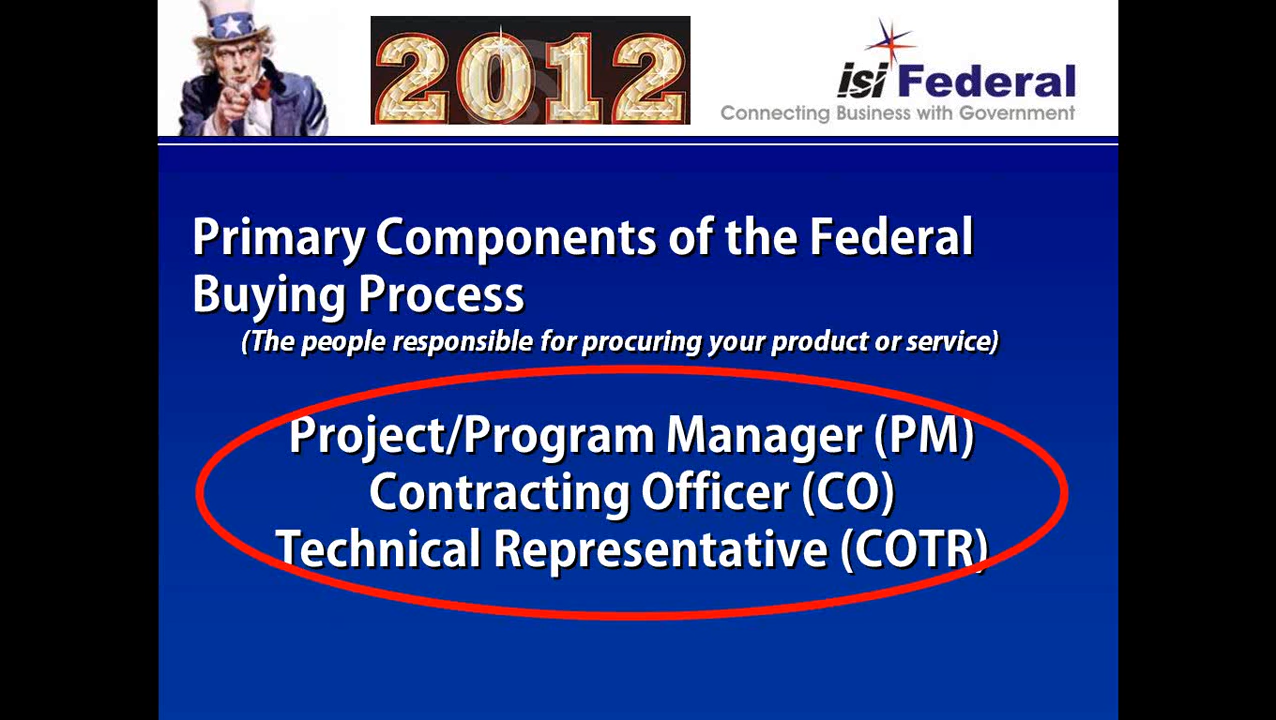 2012
isi Federal
Connecting Business with Government
Primary Components of the Federal
Buying Process
(The people responsible for procuring your product or service)
Project/Program Manager (PM)
Contracting Officer (CO)
Technical Representative (COTR)